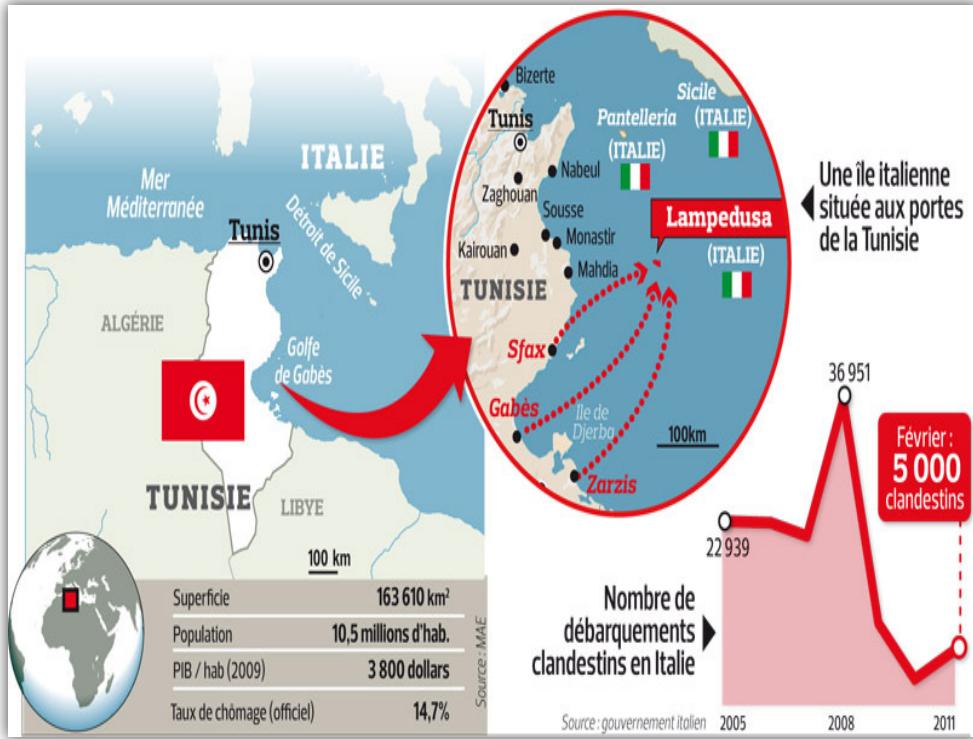 ITALIE
Mer
Méditerranée
Détroit de Sicile
Tunis
ALGÉRIE
Golfe
de Gabès
TUNISIE
LIBYE
100 km
Superficie 163 610 km²
Population 10,5 millions d'hab.
PIB / hab (2009) 3 800 dollars
Taux de chômage (officiel) 14,7%
Source : MAE
Bizerte
Tunis
Zaghouan
Nabeul
Sousse
Kairouan
Monastir
Mahdia
TUNISIE
Sfax
Gabès
Ile de
Djerba
Zarzis
100km
Sicile
(ITALIE)
Pantelleria
(ITALIE)
Lampedusa
(ITALIE)
Une île italienne
située aux portes
de la Tunisie
36 951
22 939
Février :
5 000
clandestins
Nombre de
débarquements
clandestins en Italie
Source : gouvernement italien
2005 2008 2011